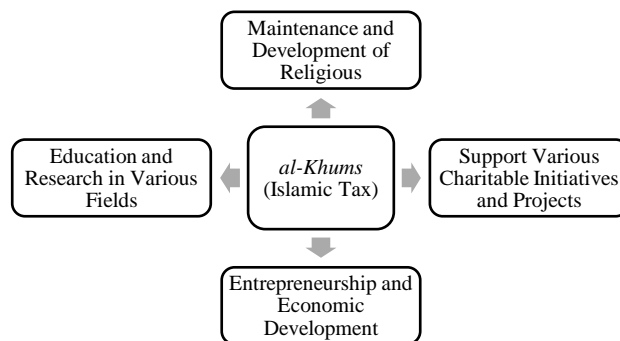 Maintenance and
Development of
Religious
Education and
Research in Various
Fields
al-Khums
(Islamic Tax)
Support Various
Charitable Initiatives
and Projects
Entrepreneurship and
Economic
Development